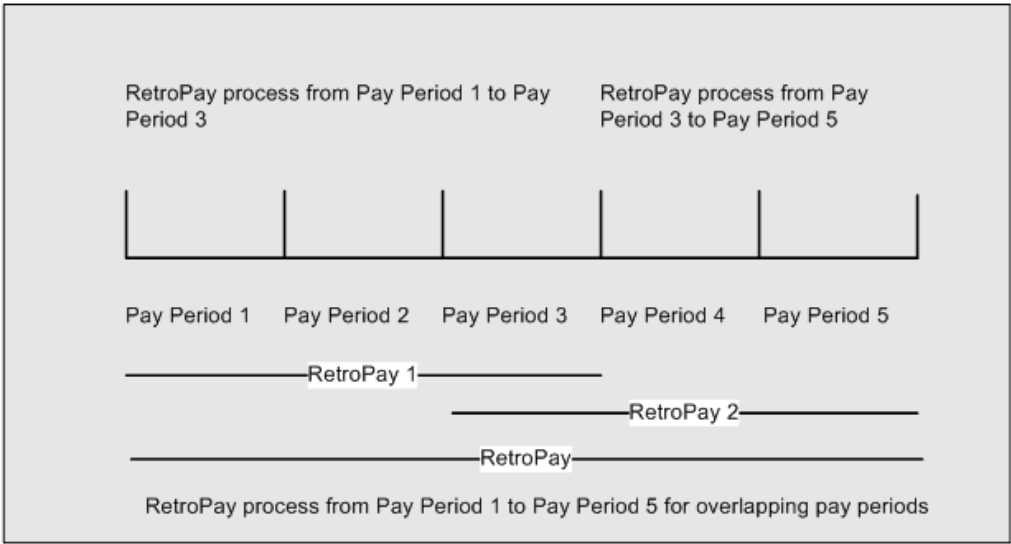 RetroPay process from Pay Period 1 to Pay
Period 3
RetroPay process from Pay
Period 3 to Pay Period 5
Pay Period 1
Pay Period 2
Pay Period 3
Pay Period 4
Pay Period 5
RetroPay 1
RetroPay 2
RetroPay
RetroPay process from Pay Period 1 to Pay Period 5 for overlapping pay periods